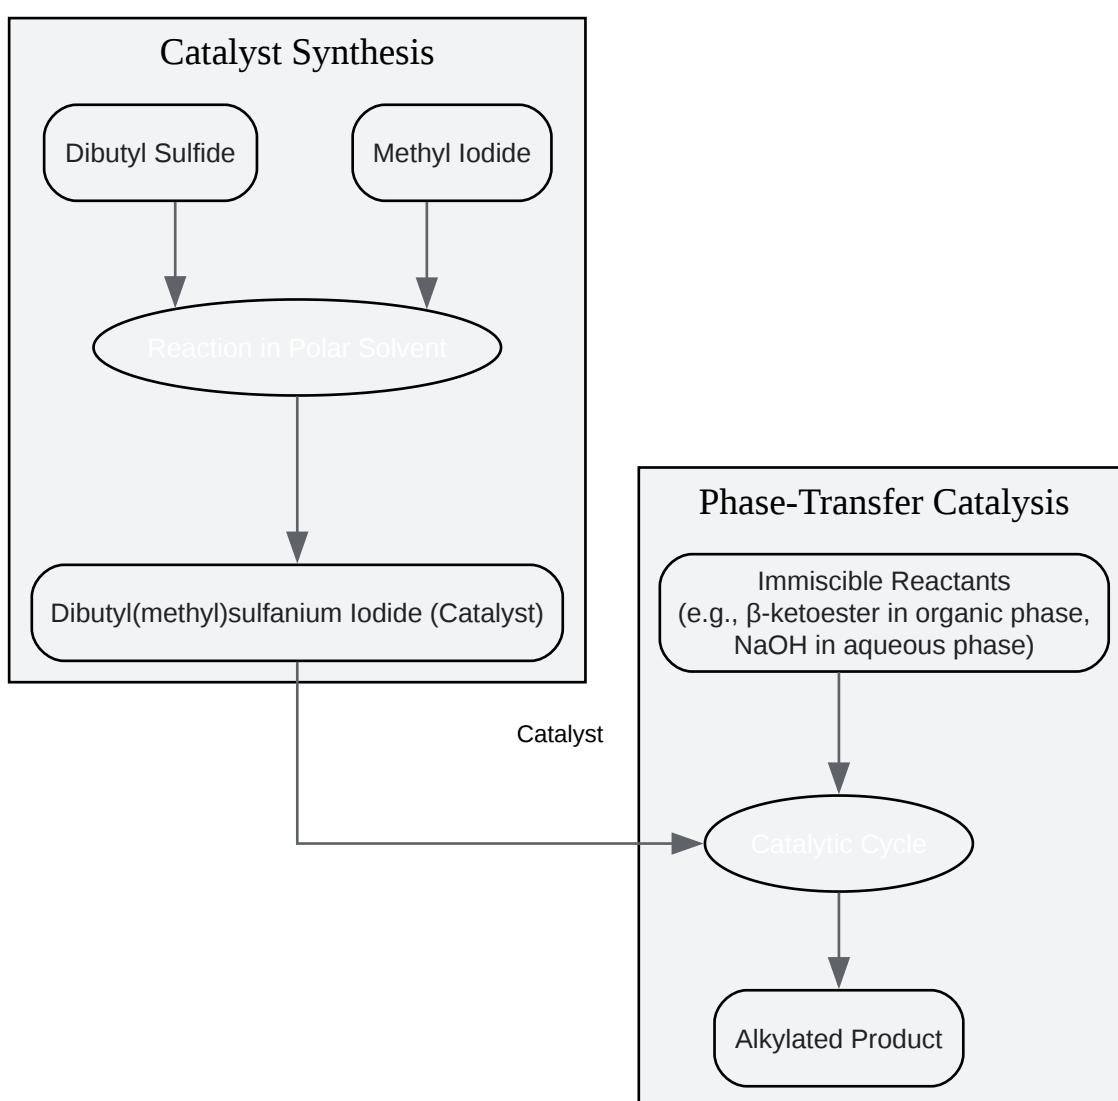 Catalyst Synthesis
Dibutyl Sulfide
Methyl Iodide
Reaction in Polar Solvent
Dibutyl(methyl)sulfanium Iodide (Catalyst)
Catalyst
Phase-Transfer Catalysis
Immiscible Reactants
(e.g., β-ketoester in organic phase,
NaOH in aqueous phase)
Catalytic Cycle
Alkylated Product